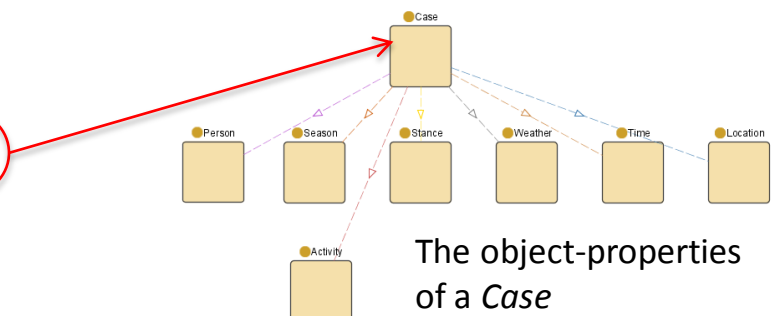 Case
Person
Season
Stance
Weather
Time
Location
Activity
The object-properties
of a Case